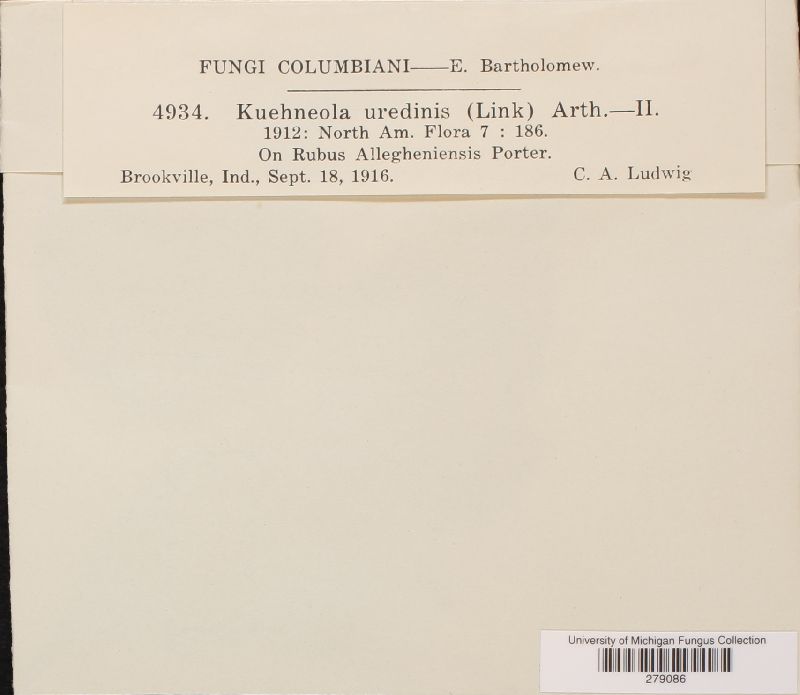 FUNGI COLUMBIANI——E. Bartholomew.
4934. Kuehneola uredinis (Link) Arth.—II.
1912: North Am. Flora 7 : 186.
On Rubus Allegheniensis Porter.
Brookville, Ind., Sept. 18, 1916. C. A. Ludwig
University of Michigan Fungus Collection
279086